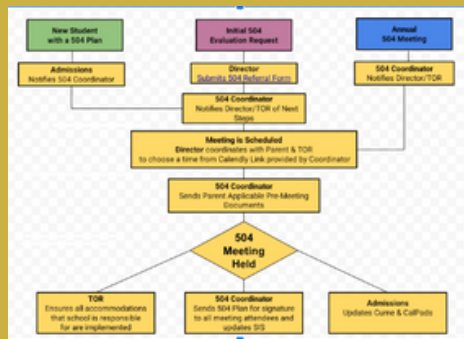 New Student
with a 504 Plan
Initial 504
Evaluation Request
Annual
504 Meeting
Admissions
Notifies 504 Coordinator
Director
Submits 504 Referral Form
504 Coordinator
Notifies Director/TOR
504 Coordinator
Notifies Director/TOR of Next
Steps
Meeting is Scheduled
Director coordinates with Parent & TOR
to choose a time from Calendly Link provided by Coordinator
504 Coordinator
Sends Parent Applicable Pre-Meeting
Documents
504
Meeting
Held
TOR
Ensures all accommodations
that school is responsible
for are implemented
504 Coordinator
Sends 504 Plan for signature
to all meeting attendees and
updates SIS
Admissions
Updates Cume & CalPads